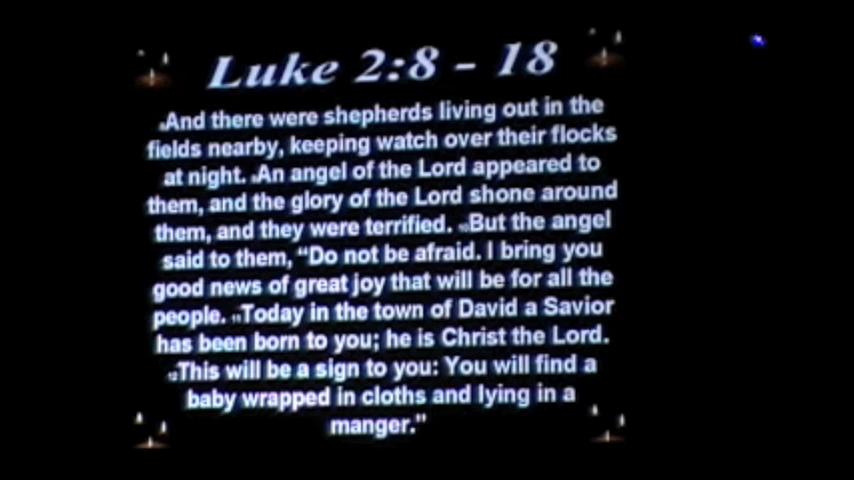 Luke 2:8 - 18
And there were shepherds living out in the
fields nearby, keeping watch over their flocks
at night. An angel of the Lord appeared to
them, and the glory of the Lord shone around
them, and they were terrified. But the angel
said to them, “Do not be afraid. I bring you
good news of great joy that will be for all the
people. Today in the town of David a Savior
has been born to you; he is Christ the Lord.
This will be a sign to you: You will find a
baby wrapped in cloths and lying in a
manger.”